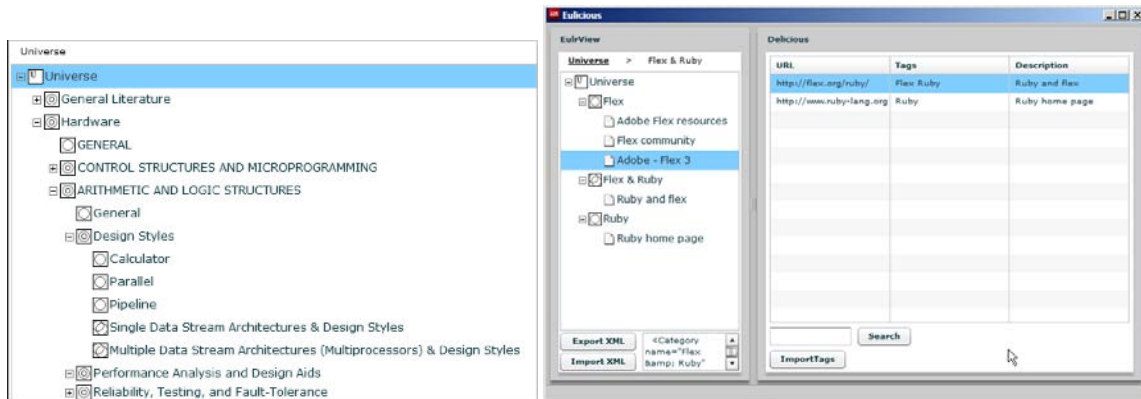 Universe
Universe
General Literature
Hardware
GENERAL
CONTROL STRUCTURES AND MICROPROGRAMMING
ARITHMETIC AND LOGIC STRUCTURES
General
Design Styles
Calculator
Parallel
Pipeline
Single Data Stream Architectures & Design Styles
Multiple Data Stream Architectures (Multiprocessors) & Design Styles
Performance Analysis and Design Aids
Reliability, Testing, and Fault-Tolerance
Eulicious
EulrView
Universe > Flex & Ruby
Universe
Flex
Adobe Flex resources
Flex community
Adobe - Flex 3
Flex & Ruby
Ruby and flex
Ruby
Ruby home page
Export XML
Import XML
<Category
name="Flex
&amp; Ruby"
Delicious
URL Tags Description
http://flex.org/ruby/ Flex Ruby Ruby and flex
http://www.ruby-lang.org Ruby Ruby home page
Search
ImportTags